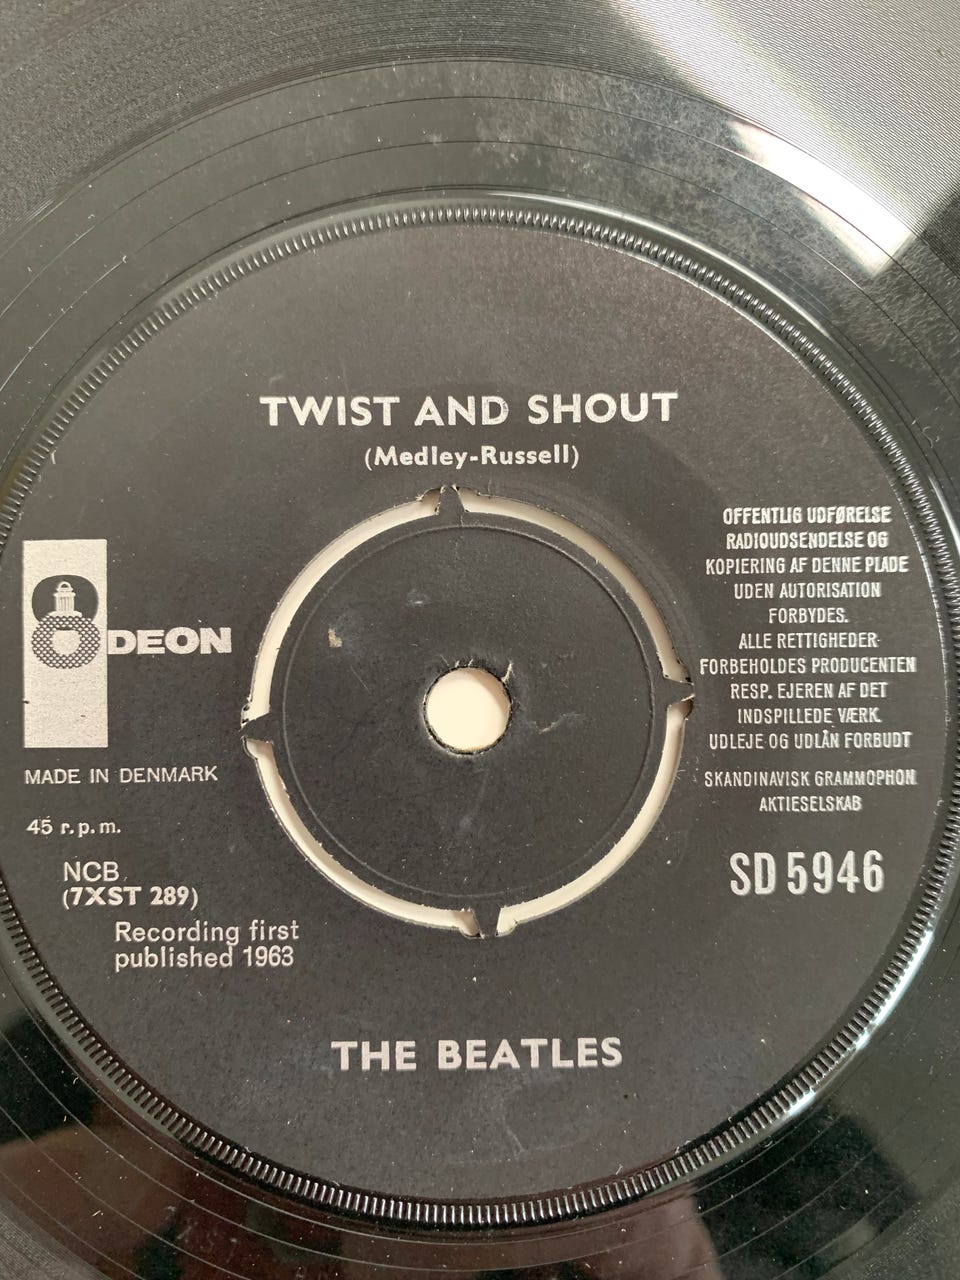 TWIST AND SHOUT
(Medley-Russell)
ODEON
MADE IN DENMARK
45 r.p.m.
NCB
(7XST 289)
Recording first
published 1963
OFFENTLIG UDFØRELSE
RADIOUDSENDELSE OG
KOPIERING AF DENNE PLADE
UDEN AUTORISATION
FORBYDES.
ALLE RETTIGHEDER
FORBEHOLDES PRODUCENTEN
RESP. EJEREN AF DET
INDSPILLEDE VÆRK.
UDLEJE OG UDLÅN FORBUDT
SKANDINAVISK GRAMMOPHON
AKTIESELSKAB
SD 5946
THE BEATLES